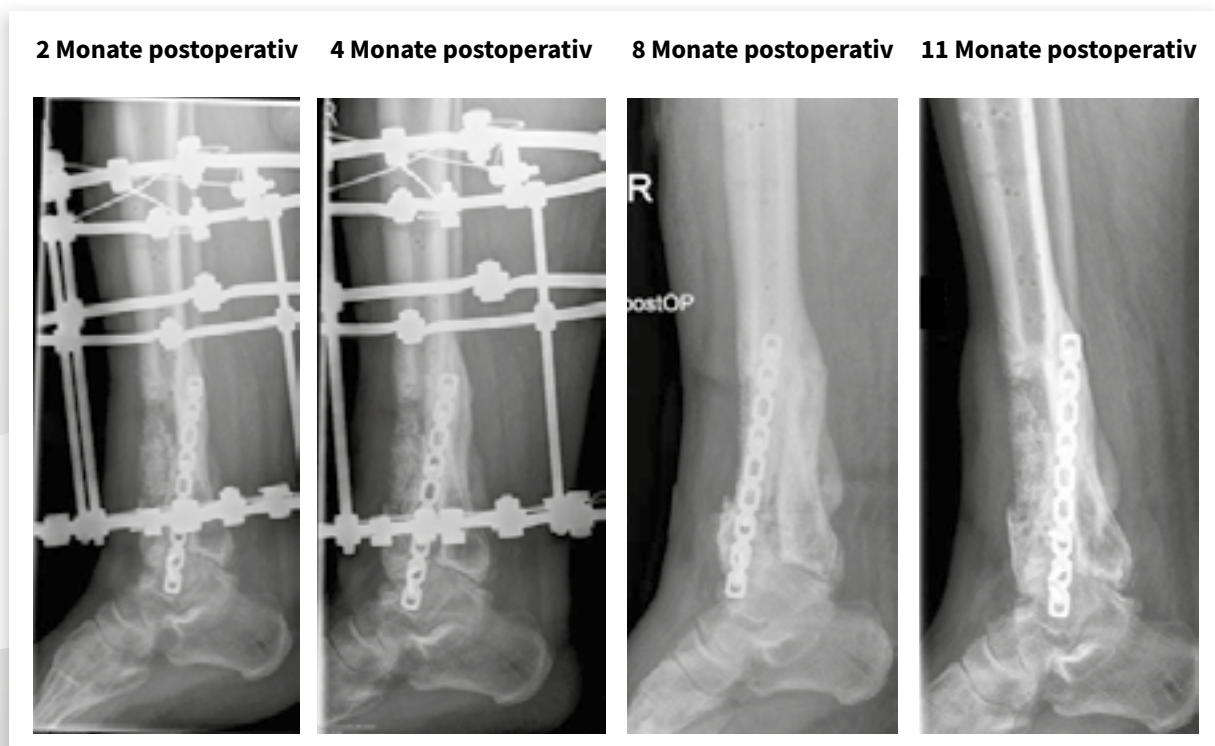 2 Monate postoperativ
4 Monate postoperativ
8 Monate postoperativ
11 Monate postoperativ
R
R
postOP